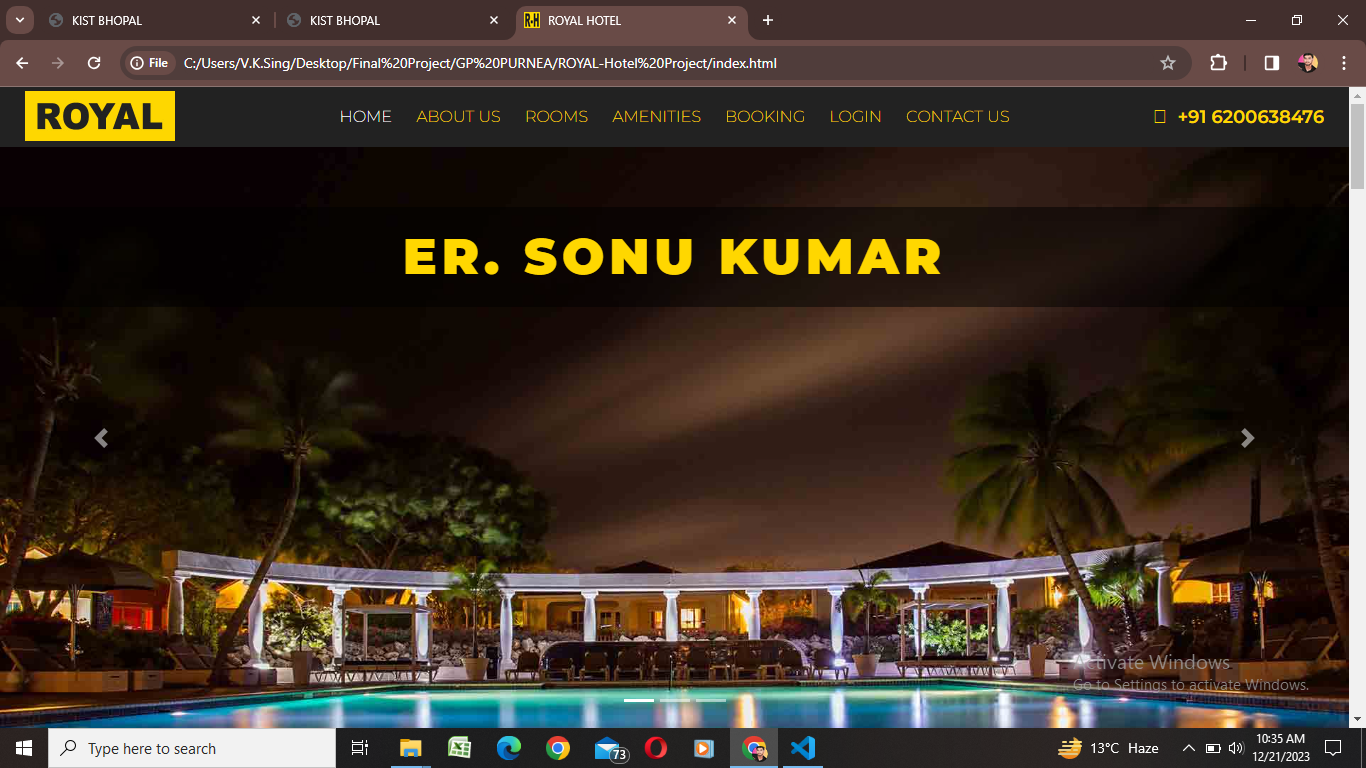 KIST BHOPAL
KIST BHOPAL
R-H ROYAL HOTEL
File C:/Users/V.K.Sing/Desktop/Final%20Project/GP%20PURNEA/ROYAL-Hotel%20Project/index.html
ROYAL HOME ABOUT US ROOMS AMENITIES BOOKING LOGIN CONTACT US +91 6200638476
ER. SONU KUMAR
Activate Windows
Go to Settings to activate Windows.
Type here to search 73 13°C Haze 10:35 AM
12/21/2023